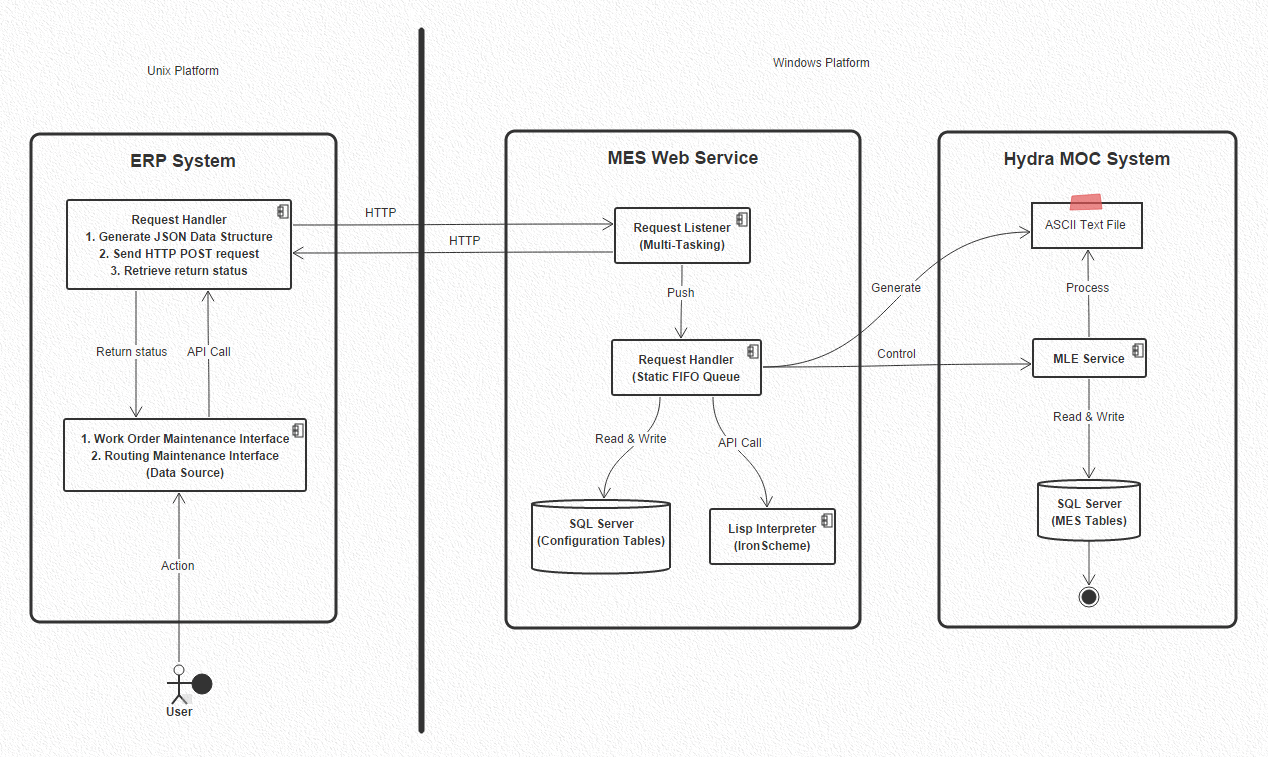 Unix Platform
Windows Platform
ERP System
Request Handler
1. Generate JSON Data Structure
2. Send HTTP POST request
3. Retrieve return status
Return status
API Call
1. Work Order Maintenance Interface
2. Routing Maintenance Interface
(Data Source)
Action
User
HTTP
HTTP
MES Web Service
Request Listener
(Multi-Tasking)
Push
Request Handler
(Static FIFO Queue
Read & Write
API Call
SQL Server
(Configuration Tables)
Lisp Interpreter
(IronScheme)
Generate
Control
Hydra MOC System
ASCII Text File
Process
MLE Service
Read & Write
SQL Server
(MES Tables)